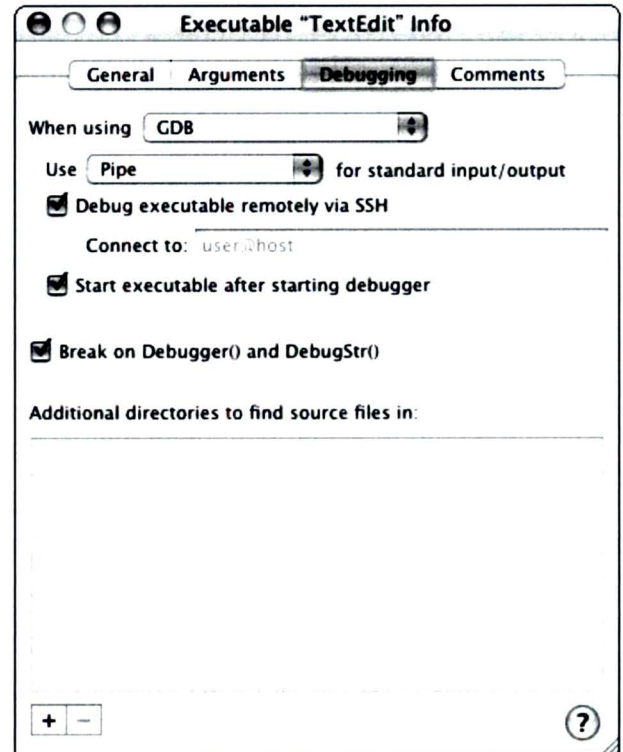 Executable “TextEdit” Info
General Arguments Debugging Comments
When using GDB
Use Pipe for standard input/output
Debug executable remotely via SSH
Connect to: user@host
Start executable after starting debugger
Break on Debugger() and DebugStr()
Additional directories to find source files in:
+ −
?